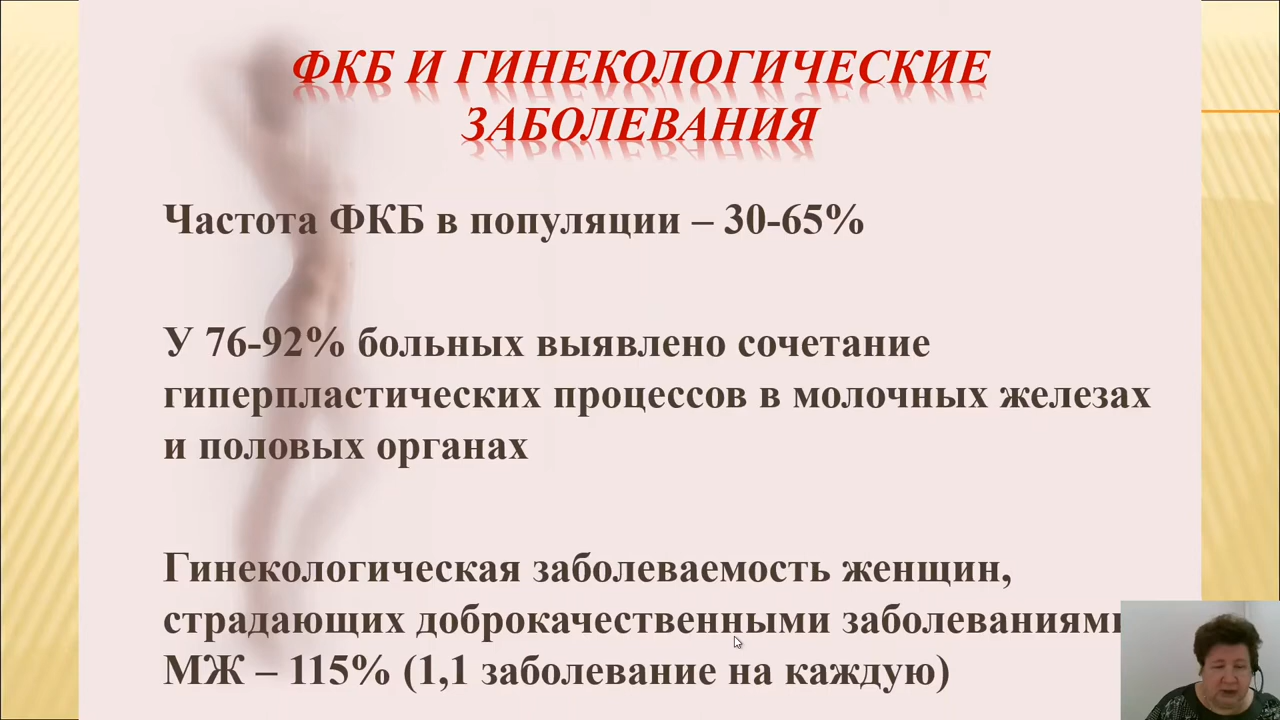 ФКБ И ГИНЕКОЛОГИЧЕСКИЕ
ЗАБОЛЕВАНИЯ
Частота ФКБ в популяции – 30-65%
У 76-92% больных выявлено сочетание
гиперпластических процессов в молочных железах
и половых органах
Гинекологическая заболеваемость женщин,
страдающих доброкачественными заболеваниями
МЖ – 115% (1,1 заболевание на каждую)